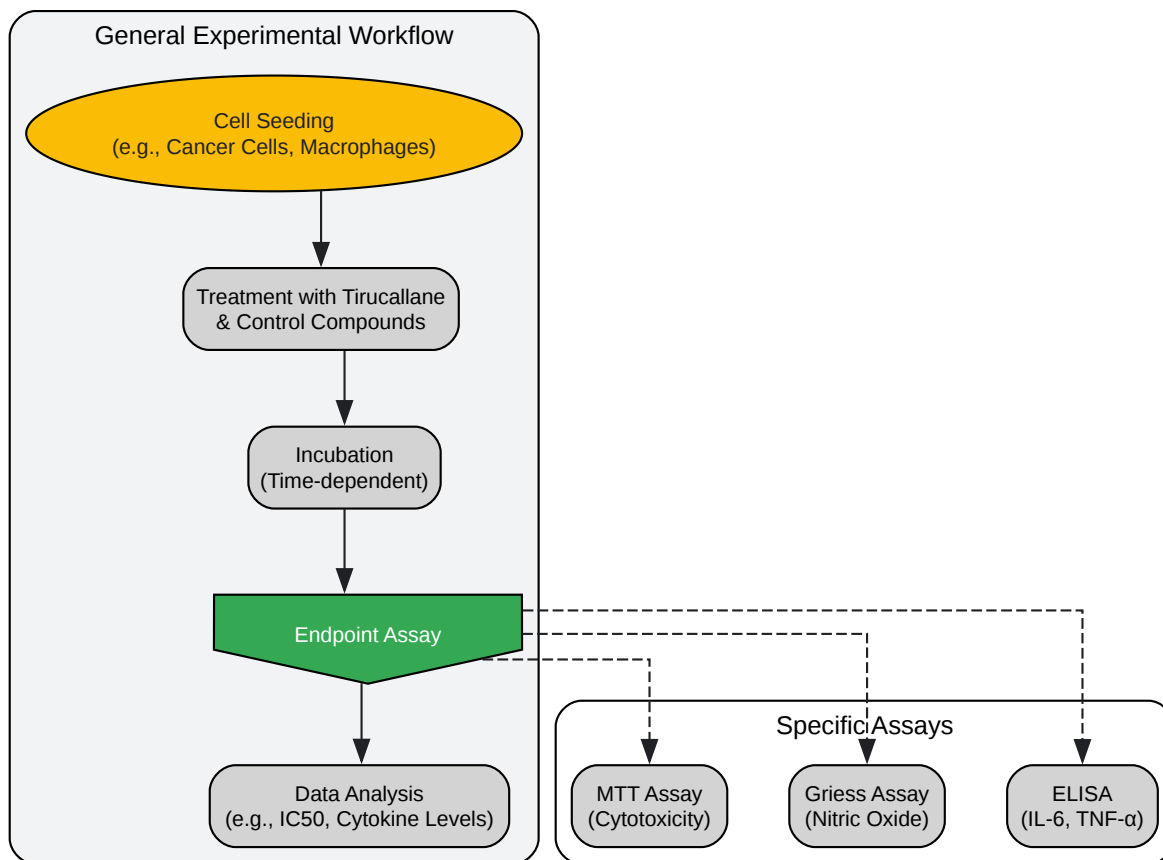 General Experimental Workflow
Cell Seeding
(e.g., Cancer Cells, Macrophages)
Treatment with Tirucallane
& Control Compounds
Incubation
(Time-dependent)
Endpoint Assay
Data Analysis
(e.g., IC50, Cytokine Levels)
Specific Assays
MTT Assay
(Cytotoxicity)
Griess Assay
(Nitric Oxide)
ELISA
(IL-6, TNF-α)